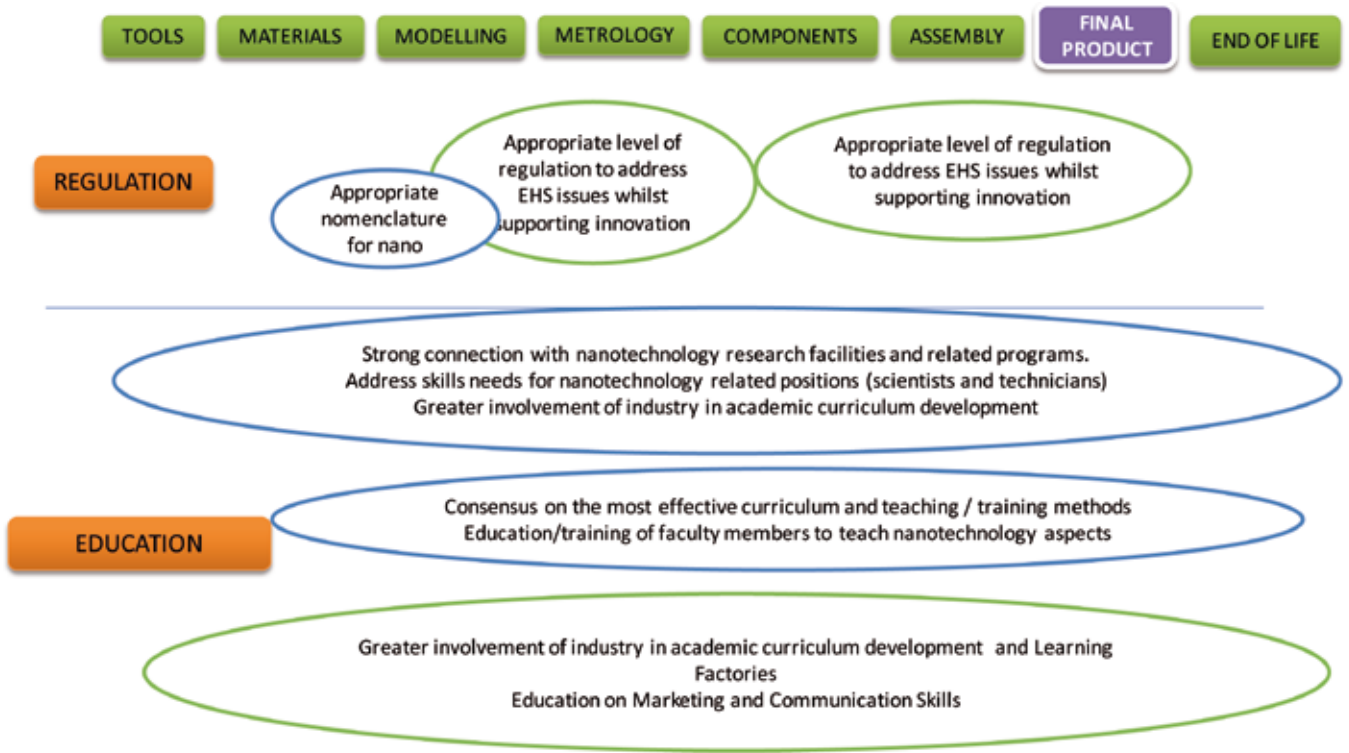 TOOLS
MATERIALS
MODELLING
METROLOGY
COMPONENTS
ASSEMBLY
FINAL
PRODUCT
END OF LIFE
REGULATION
Appropriate
nomenclature
for nano
Appropriate level of
regulation to address
EHS issues whilst
supporting innovation
Appropriate level of regulation
to address EHS issues whilst
supporting innovation
Strong connection with nanotechnology research facilities and related programs.
Address skills needs for nanotechnology related positions (scientists and technicians)
Greater involvement of industry in academic curriculum development
EDUCATION
Consensus on the most effective curriculum and teaching / training methods
Education/training of faculty members to teach nanotechnology aspects
Greater involvement of industry in academic curriculum development and Learning
Factories
Education on Marketing and Communication Skills